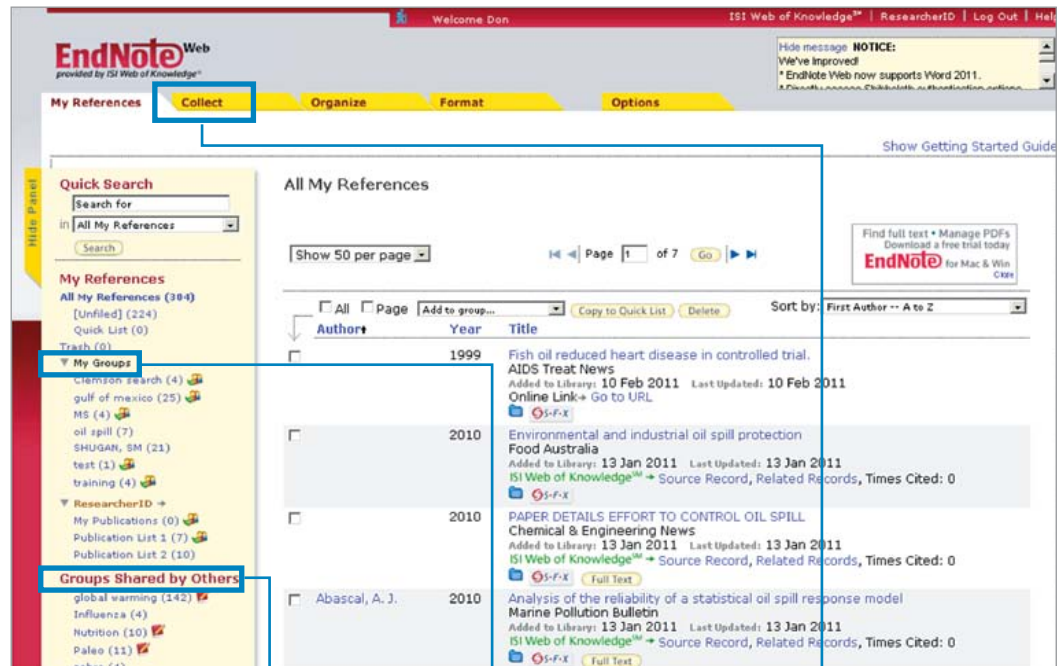 Welcome Don
ISI Web of Knowledge℠ | ResearcherID | Log Out | Help
EndNote Web
provided by ISI Web of Knowledge
Hide message NOTICE:
We've Improved!
* EndNote Web now supports Word 2011.
My References Collect Organize Format Options
Show Getting Started Guide
Hide Panel
Quick Search
Search for
in All My References
Search
My References
All My References (304)
[Unfiled] (224)
Quick List (0)
Trash (0)
▼ My Groups
Clemson search (4)
gulf of mexico (25)
MS (4)
oil spill (7)
SHUGAN, SM (21)
test (1)
training (4)
▼ ResearcherID →
My Publications (0)
Publication List 1 (7)
Publication List 2 (10)
Groups Shared by Others
global warming (142)
Influenza (4)
Nutrition (10)
Paleo (11)
All My References
Show 50 per page
Page 1 of 7 Go
Find full text • Manage PDFs
Download a free trial today
EndNote for Mac & Win
Close
All Page Add to group... Copy to Quick List Delete Sort by: First Author -- A to Z
Author Year Title
1999 Fish oil reduced heart disease in controlled trial.
AIDS Treat News
Added to Library: 10 Feb 2011 Last Updated: 10 Feb 2011
Online Link→ Go to URL
S·F·X
2010 Environmental and industrial oil spill protection
Food Australia
Added to Library: 13 Jan 2011 Last Updated: 13 Jan 2011
ISI Web of Knowledge℠ → Source Record, Related Records, Times Cited: 0
S·F·X
2010 PAPER DETAILS EFFORT TO CONTROL OIL SPILL
Chemical & Engineering News
Added to Library: 13 Jan 2011 Last Updated: 13 Jan 2011
ISI Web of Knowledge℠ → Source Record, Related Records, Times Cited: 0
S·F·X Full Text
Abascal, A. J. 2010 Analysis of the reliability of a statistical oil spill response model
Marine Pollution Bulletin
Added to Library: 13 Jan 2011 Last Updated: 13 Jan 2011
ISI Web of Knowledge℠ → Source Record, Related Records, Times Cited: 0
S·F·X Full Text